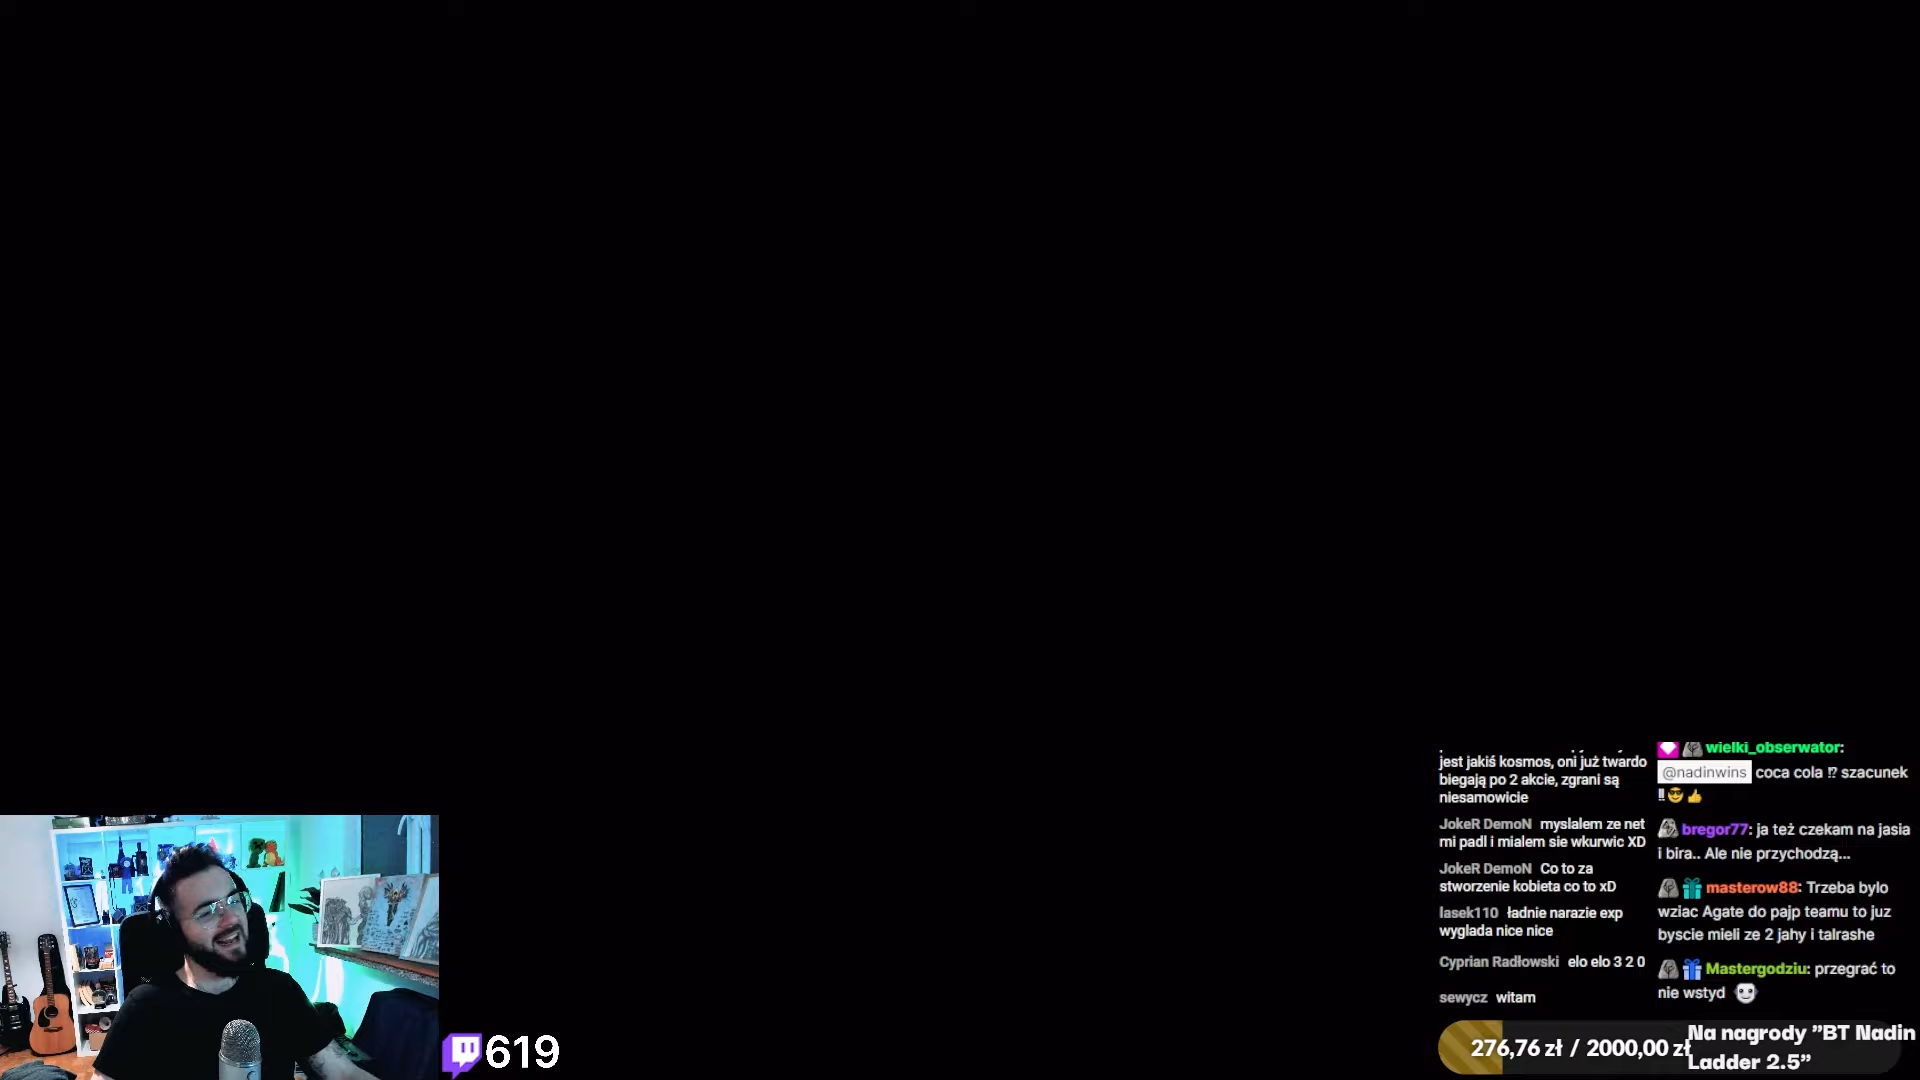 jest jakiś kosmos, oni już twardo
biegają po 2 akcie, zgrani są
niesamowicie
JokeR DemoN myslalem ze net
mi padl i mialem sie wkurwic XD
JokeR DemoN Co to za
stworzenie kobieta co to xD
lasek110 ładnie narazie exp
wyglada nice nice
Cyprian Radłowski elo elo 3 2 0
sewycz witam
wielki_obserwator:
@nadinwins coca cola ⁉ szacunek
‼😎👍
bregor77: ja też czekam na jasia
i bira.. Ale nie przychodzą...
masterow88: Trzeba bylo
wziac Agate do pajp teamu to juz
byscie mieli ze 2 jahy i talrashe
Mastergodziu: przegrać to
nie wstyd
619
276,76 zł / 2000,00 zł
Na nagrody ”BT Nadin
Ladder 2.5”